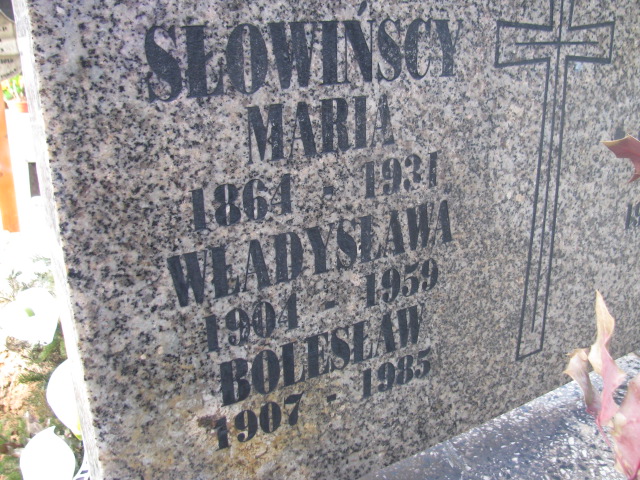 SŁOWIŃSCY
MARIA
1864 - 1931
WŁADYSŁAWA
1904 - 1959
BOLESŁAW
1907 - 1985